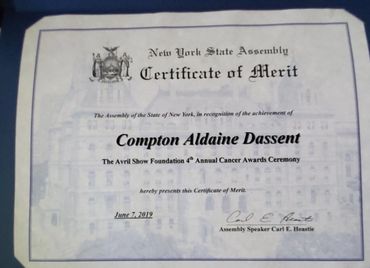 New York State Assembly
Certificate of Merit
The Assembly of the State of New York, in recognition of the achievement of
Compton Aldaine Dassent
The Avril Show Foundation 4th Annual Cancer Awards Ceremony
hereby presents this Certificate of Merit.
June 7, 2019
Carl E. Heastie
Assembly Speaker Carl E. Heastie